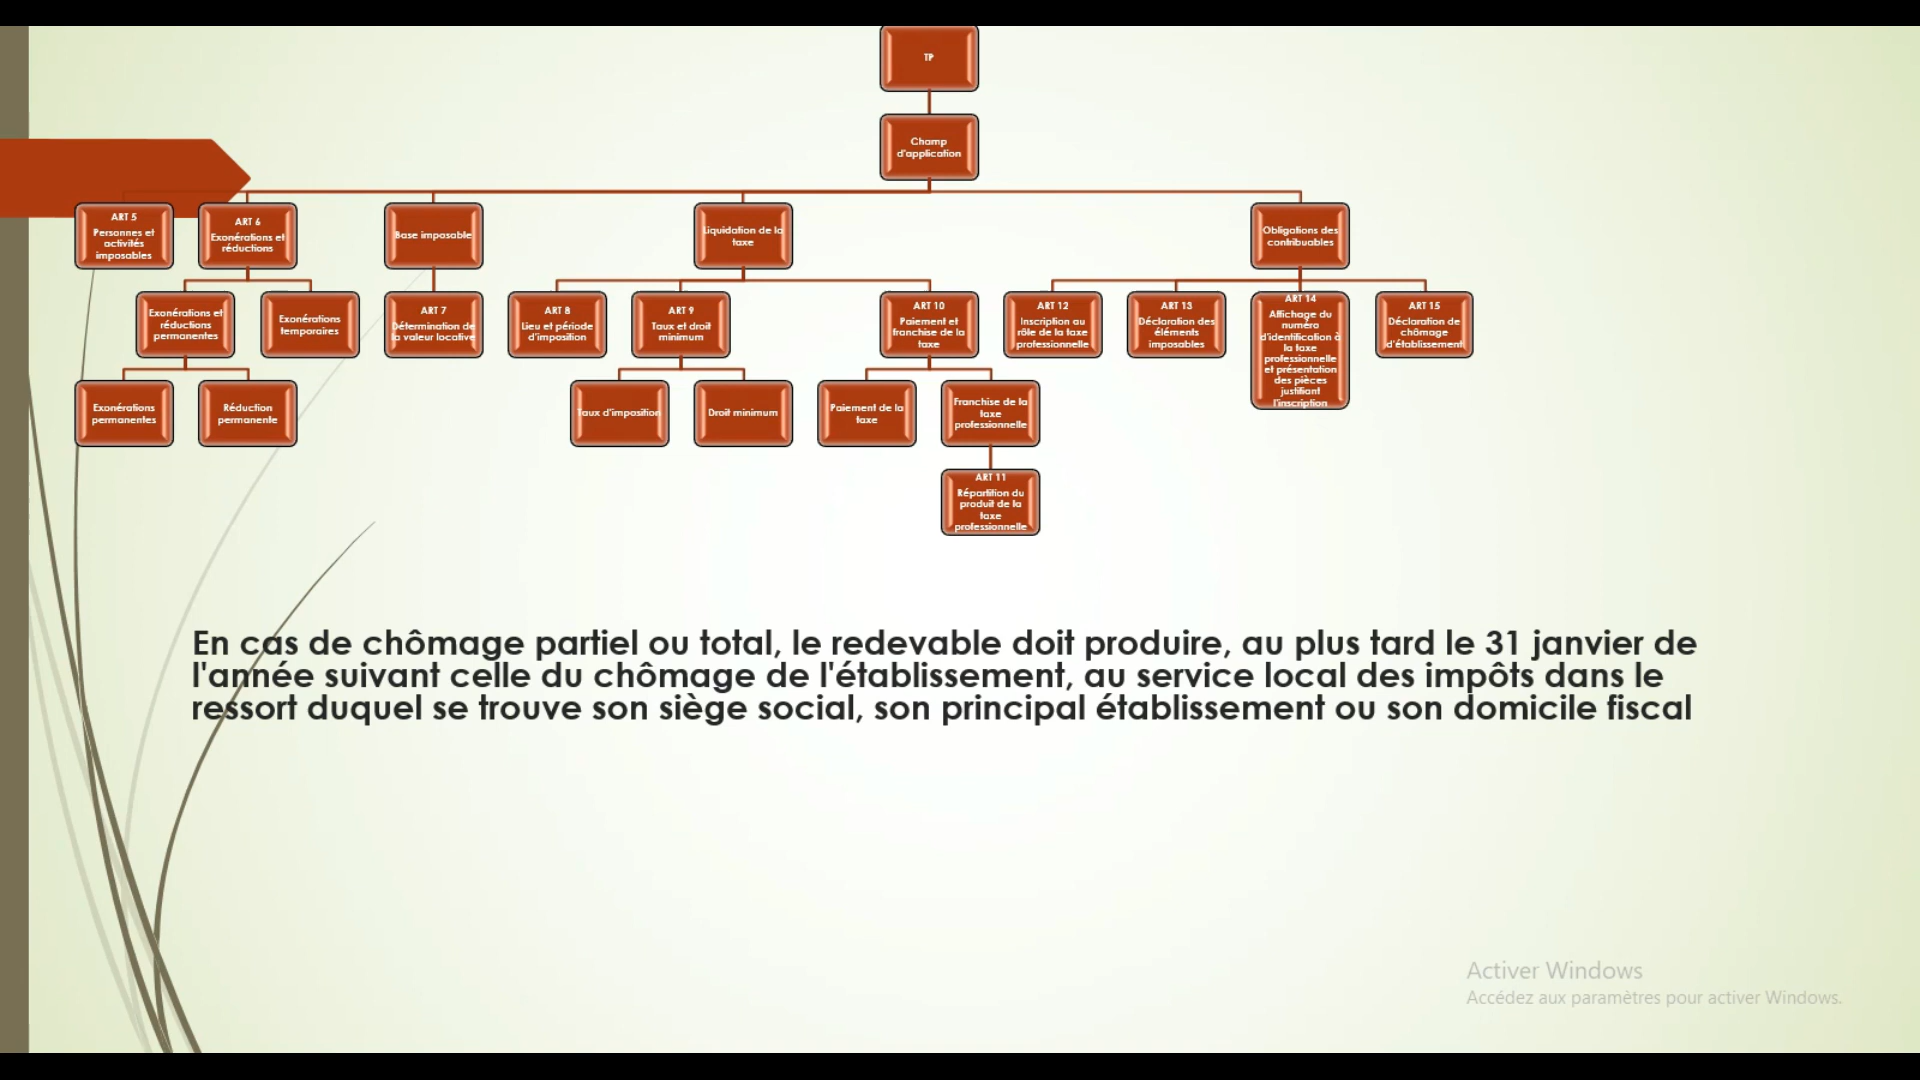 TP
Champ
d'application
ART 5
Personnes et
activités
imposables
ART 6
Exonérations et
réductions
Base imposable
Liquidation de la
taxe
Obligations des
contribuables
Exonérations et
réductions
permanentes
Exonérations
temporaires
ART 7
Détermination de
la valeur locative
ART 8
Lieu et période
d'imposition
ART 9
Taux et droit
minimum
ART 10
Paiement et
franchise de la
taxe
ART 12
Inscription au
rôle de la taxe
professionnelle
ART 13
Déclaration des
éléments
imposables
ART 14
Affichage du
numéro
d'identification à
la taxe
professionnelle
et présentation
des pièces
justifiant
l'inscription
ART 15
Déclaration de
chômage
d'établissement
Exonérations
permanentes
Réduction
permanente
Taux d'imposition
Droit minimum
Paiement de la
taxe
Franchise de la
taxe
professionnelle
ART 11
Répartition du
produit de la
taxe
professionnelle
En cas de chômage partiel ou total, le redevable doit produire, au plus tard le 31 janvier de
l'année suivant celle du chômage de l'établissement, au service local des impôts dans le
ressort duquel se trouve son siège social, son principal établissement ou son domicile fiscal
Activer Windows
Accédez aux paramètres pour activer Windows.